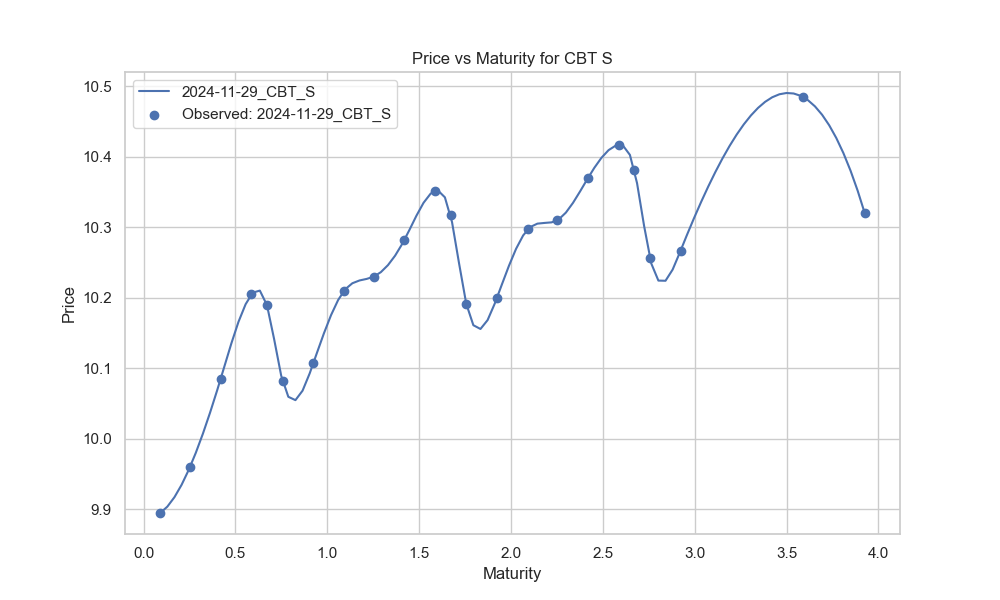 Price vs Maturity for CBT S
2024-11-29_CBT_S
Observed: 2024-11-29_CBT_S
Price
10.5
10.4
10.3
10.2
10.1
10.0
9.9
0.0 0.5 1.0 1.5 2.0 2.5 3.0 3.5 4.0
Maturity